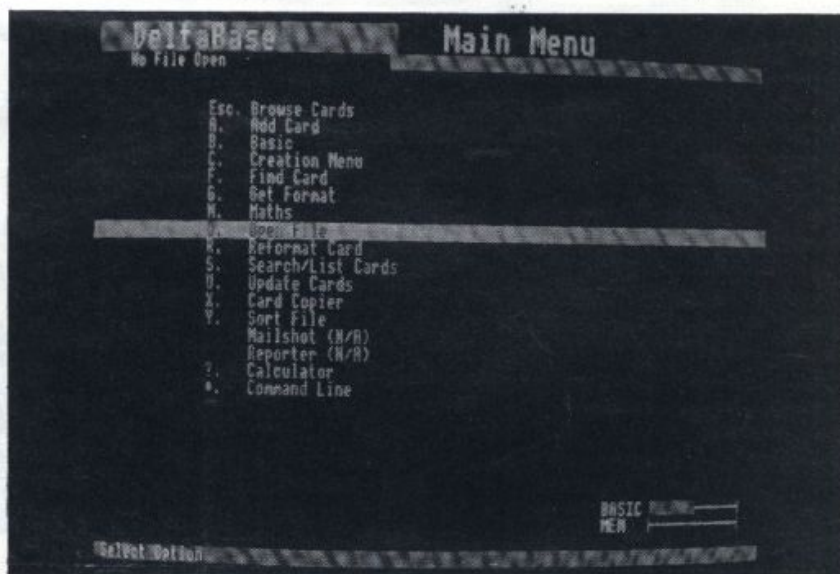 DeltaBase Main Menu
No File Open
Esc. Browse Cards
A. Add Card
B. Basic
C. Creation Menu
F. Find Card
G. Get Format
M. Maths
O. Open File
R. Reformat Card
S. Search/List Cards
U. Update Cards
X. Card Copier
Y. Sort File
Mailshot (N/A)
Reporter (N/A)
?. Calculator
*. Command Line
BASIC
MEM
Select Option